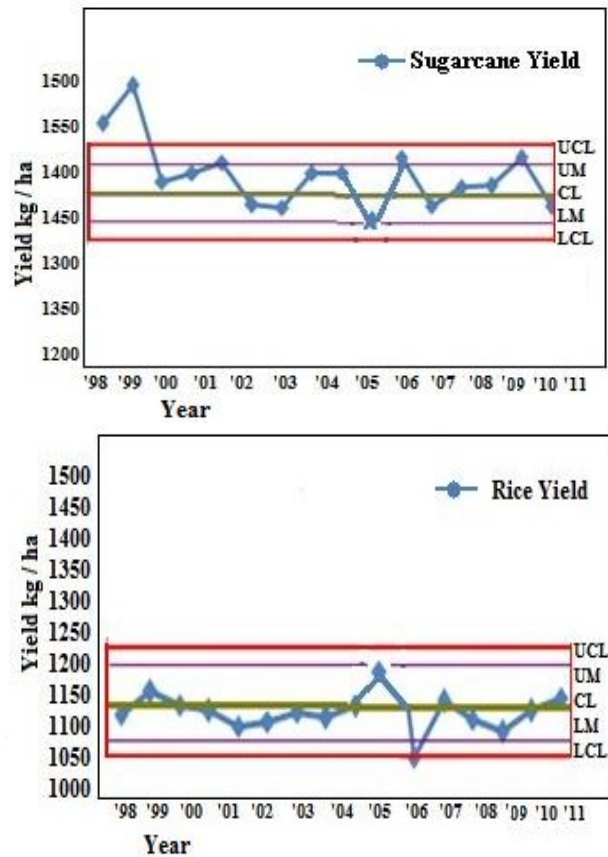 Sugarcane Yield
1500
1550
1400
1450
1300
1350
1200
Yield kg / ha
UCL
UM
CL
LM
LCL
'98 '99 '00 '01 '02 '03 '04 '05 '06 '07 '08 '09 '10 '11
Year
Rice Yield
1500
1450
1400
1350
1300
1250
1200
1150
1100
1050
1000
Yield kg / ha
UCL
UM
CL
LM
LCL
'98 '99 '00 '01 '02 '03 '04 '05 '06 '07 '08 '09 '10 '11
Year